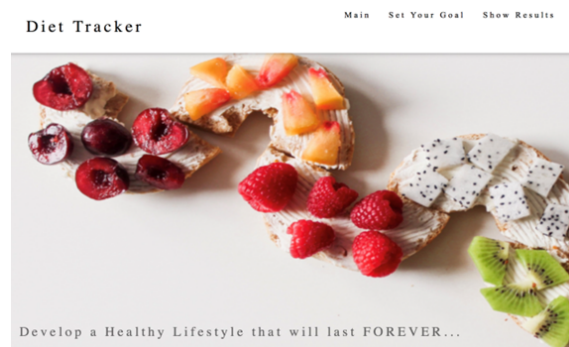 Diet Tracker
Main Set Your Goal Show Results
Develop a Healthy Lifestyle that will last FOREVER...